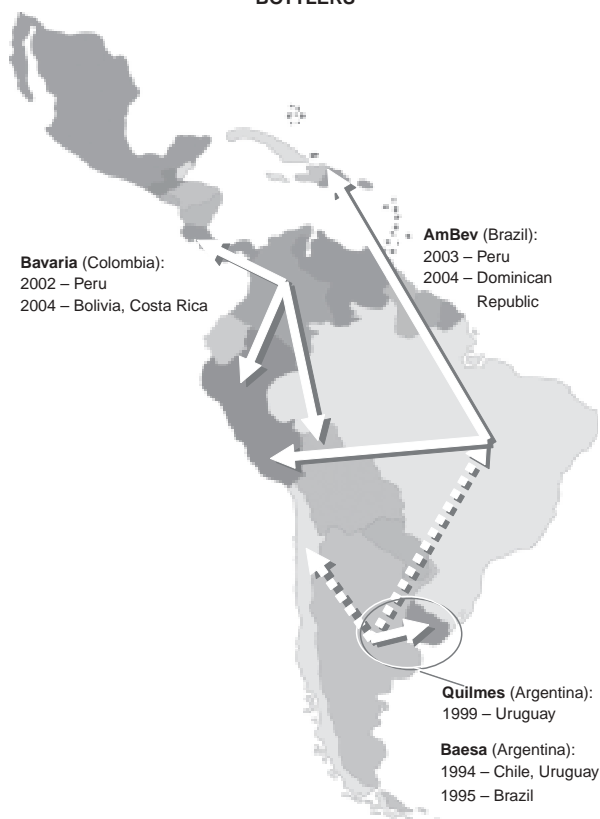 BOTTLERS
Bavaria (Colombia):
2002 – Peru
2004 – Bolivia, Costa Rica
AmBev (Brazil):
2003 – Peru
2004 – Dominican
Republic
Quilmes (Argentina):
1999 – Uruguay
Baesa (Argentina):
1994 – Chile, Uruguay
1995 – Brazil